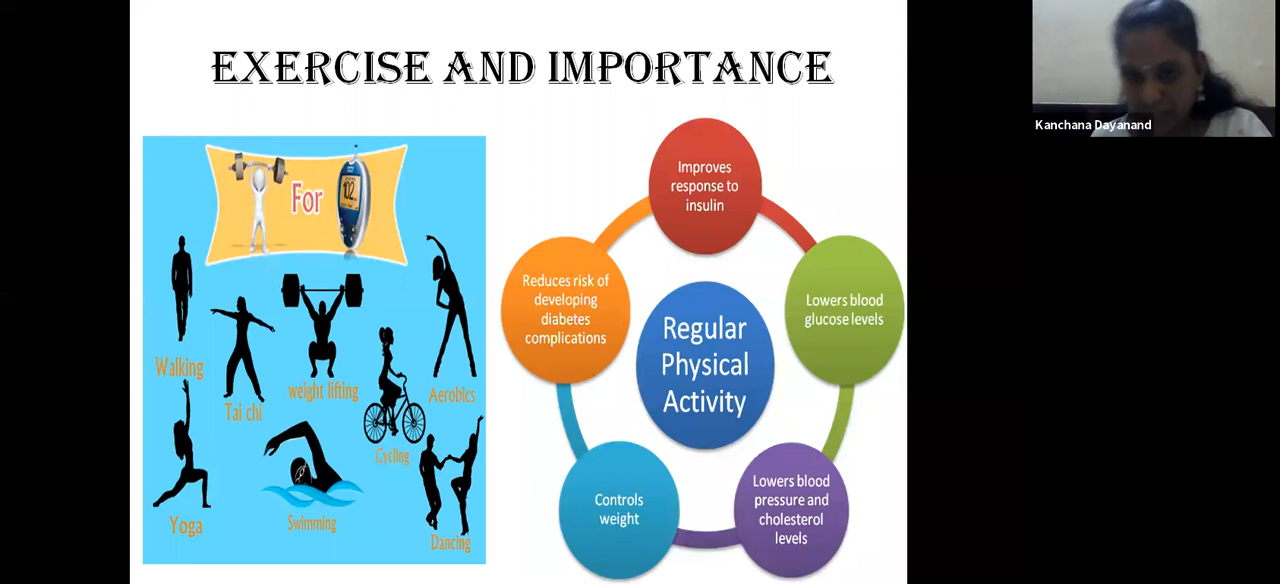 EXERCISE AND IMPORTANCE
Kanchana Dayanand
For
102
Walking
Tai chi
weight lifting
Aerobics
Cycling
Yoga
Swimming
Dancing
Improves
response to
insulin
Lowers blood
glucose levels
Lowers blood
pressure and
cholesterol
levels
Controls
weight
Reduces risk of
developing
diabetes
complications
Regular
Physical
Activity